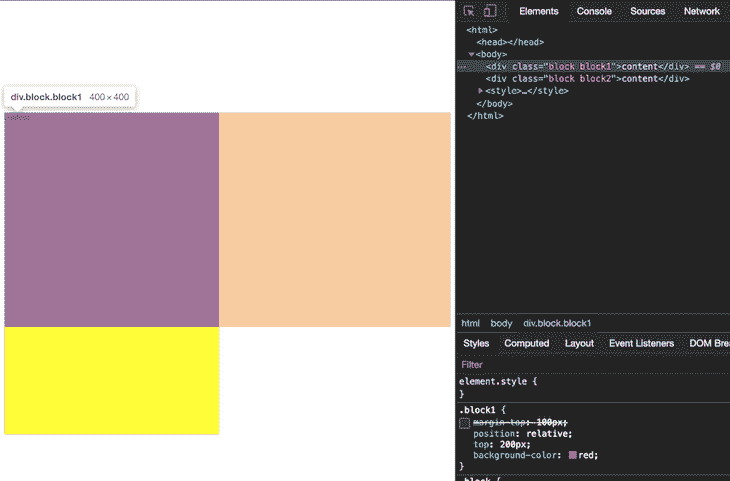 div.block.block1 400 × 400
Elements Console Sources Network
<html>
<head></head>
<body>
<div class="block block1">content</div> == $0
<div class="block block2">content</div>
<style>…</style>
</body>
</html>
html body div.block.block1
Styles Computed Layout Event Listeners DOM Brea
Filter
element.style {
}
.block1 {
margin-top: 100px;
position: relative;
top: 200px;
background-color: red;
}
.block {